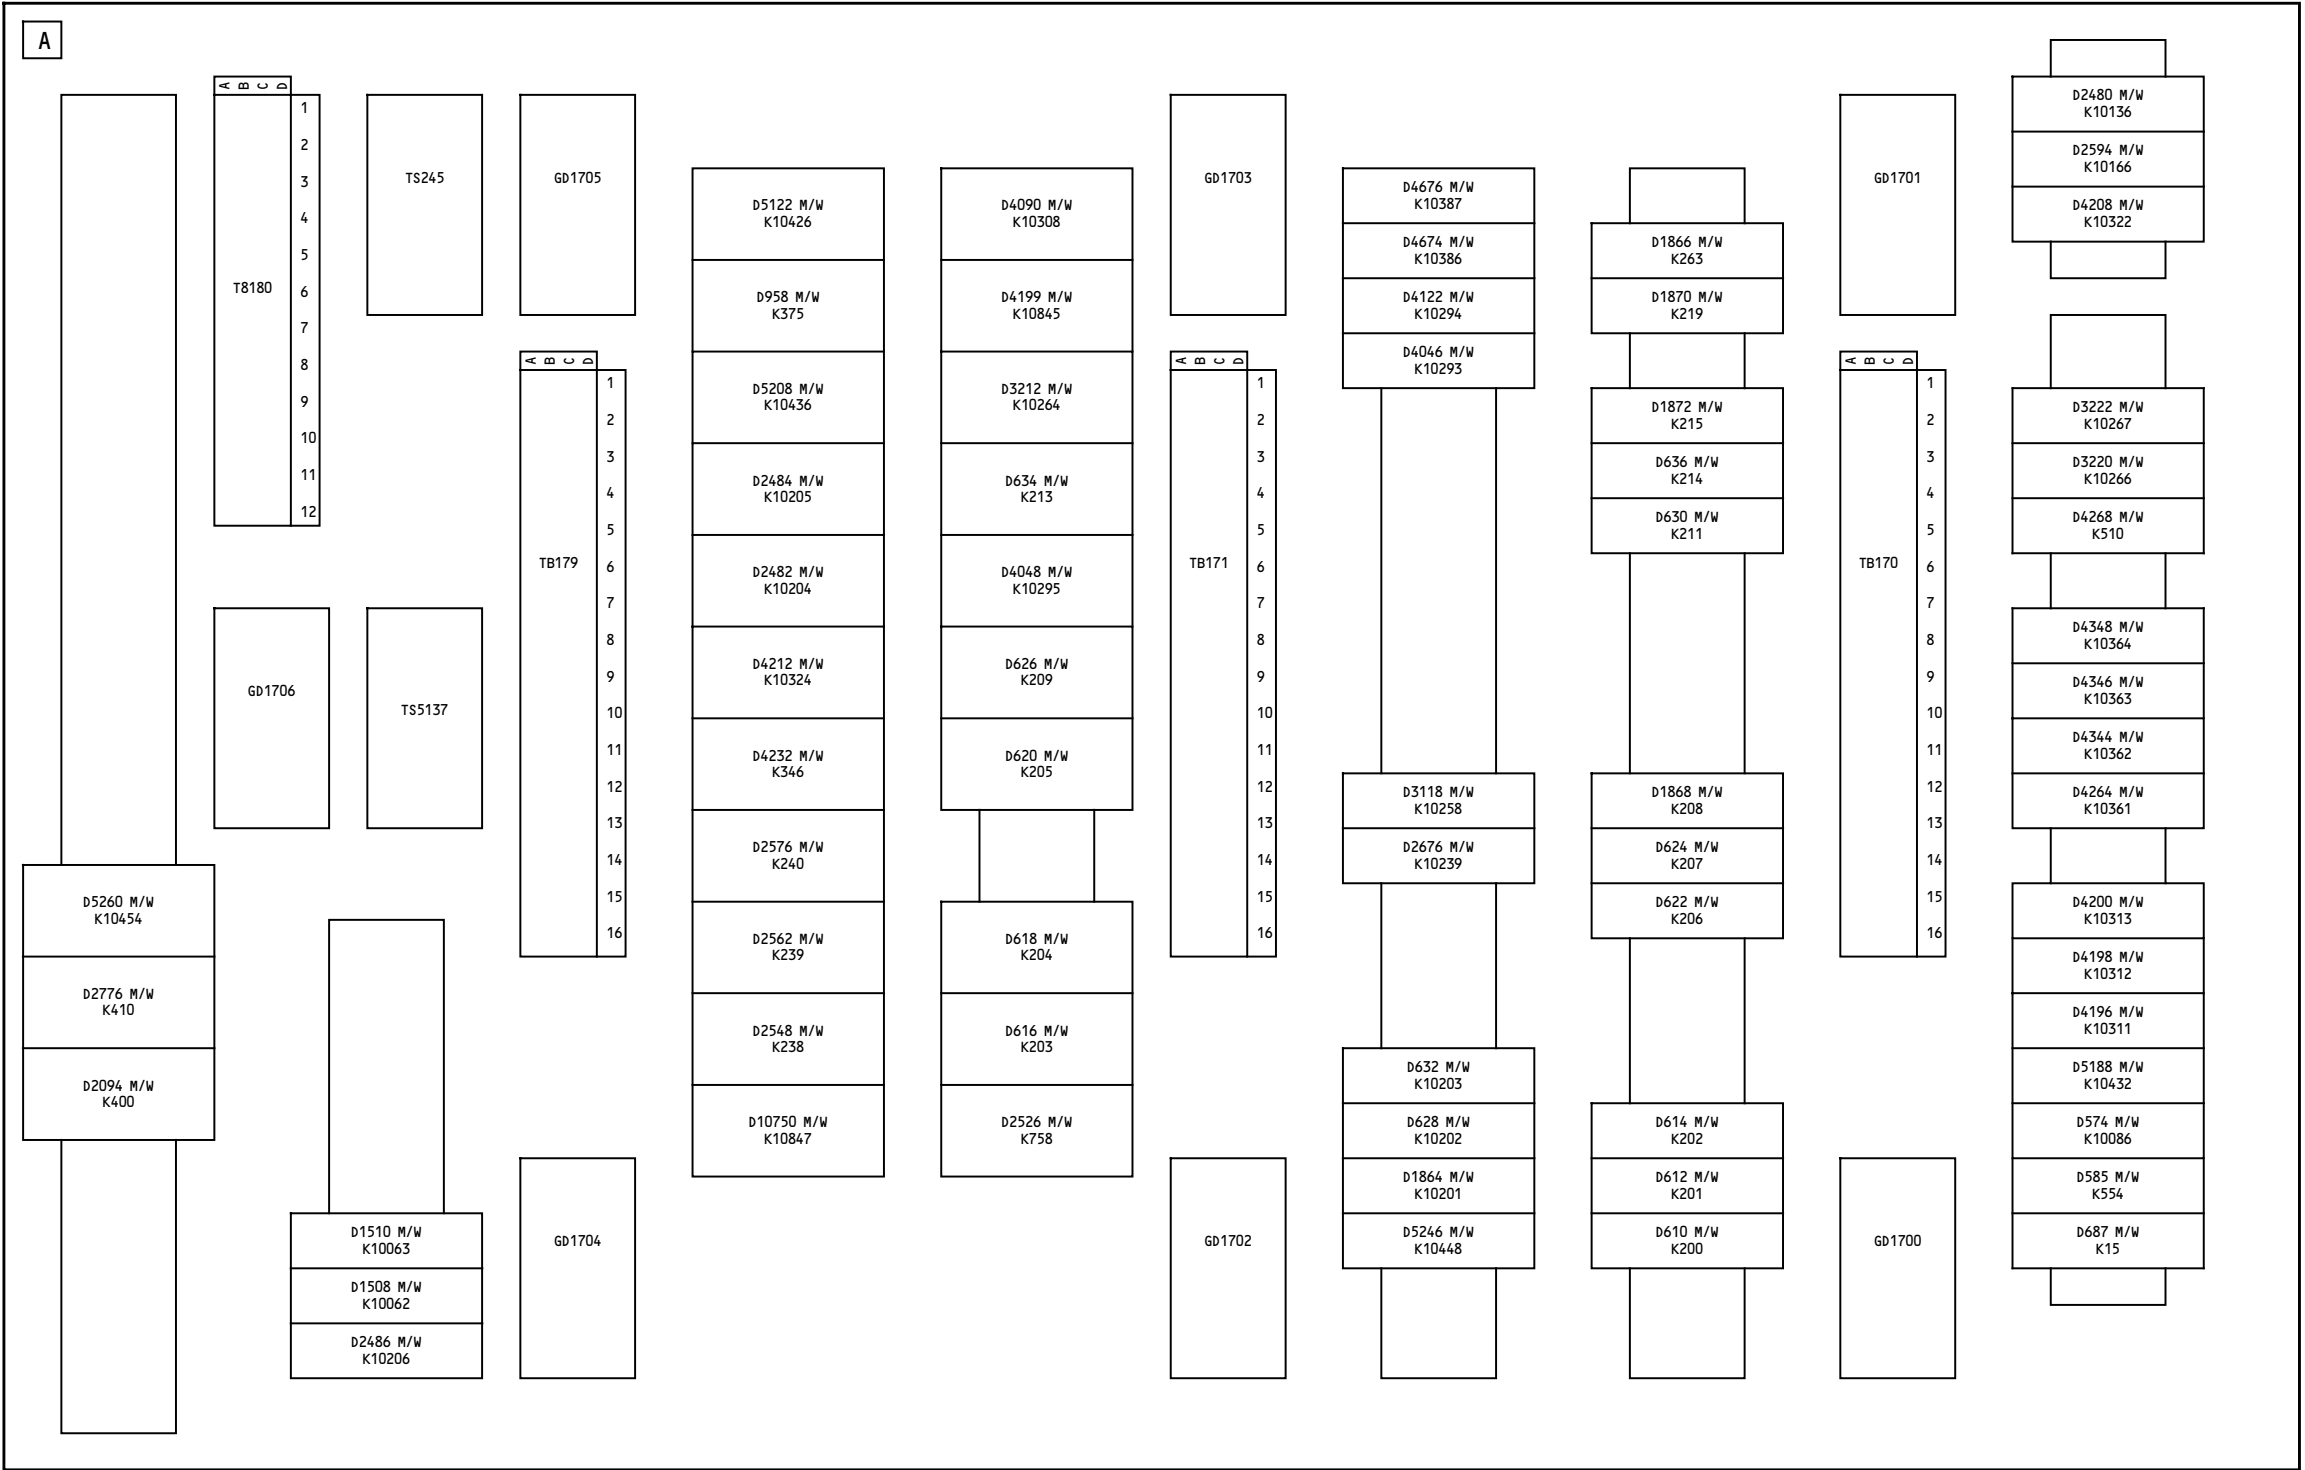 A
A B C D
T8180
1
2
3
4
5
6
7
8
9
10
11
12
TS245
GD1705
GD1706
TS5137
A B C D
TB179
1
2
3
4
5
6
7
8
9
10
11
12
13
14
15
16
D5260 M/W
K10454
D2776 M/W
K410
D2094 M/W
K400
D1510 M/W
K10063
D1508 M/W
K10062
D2486 M/W
K10206
GD1704
D5122 M/W
K10426
D958 M/W
K375
D5208 M/W
K10436
D2484 M/W
K10205
D2482 M/W
K10204
D4212 M/W
K10324
D4232 M/W
K346
D2576 M/W
K240
D2562 M/W
K239
D2548 M/W
K238
D10750 M/W
K10847
D4090 M/W
K10308
D4199 M/W
K10845
D3212 M/W
K10264
D634 M/W
K213
D4048 M/W
K10295
D626 M/W
K209
D620 M/W
K205
D618 M/W
K204
D616 M/W
K203
D2526 M/W
K758
GD1703
A B C D
TB171
1
2
3
4
5
6
7
8
9
10
11
12
13
14
15
16
GD1702
D4676 M/W
K10387
D4674 M/W
K10386
D4122 M/W
K10294
D4046 M/W
K10293
D3118 M/W
K10258
D2676 M/W
K10239
D632 M/W
K10203
D628 M/W
K10202
D1864 M/W
K10201
D5246 M/W
K10448
D1866 M/W
K263
D1870 M/W
K219
D1872 M/W
K215
D636 M/W
K214
D630 M/W
K211
D1868 M/W
K208
D624 M/W
K207
D622 M/W
K206
D614 M/W
K202
D612 M/W
K201
D610 M/W
K200
GD1701
A B C D
TB170
1
2
3
4
5
6
7
8
9
10
11
12
13
14
15
16
GD1700
D2480 M/W
K10136
D2594 M/W
K10166
D4208 M/W
K10322
D3222 M/W
K10267
D3220 M/W
K10266
D4268 M/W
K510
D4348 M/W
K10364
D4346 M/W
K10363
D4344 M/W
K10362
D4264 M/W
K10361
D4200 M/W
K10313
D4198 M/W
K10312
D4196 M/W
K10311
D5188 M/W
K10432
D574 M/W
K10086
D585 M/W
K554
D687 M/W
K15